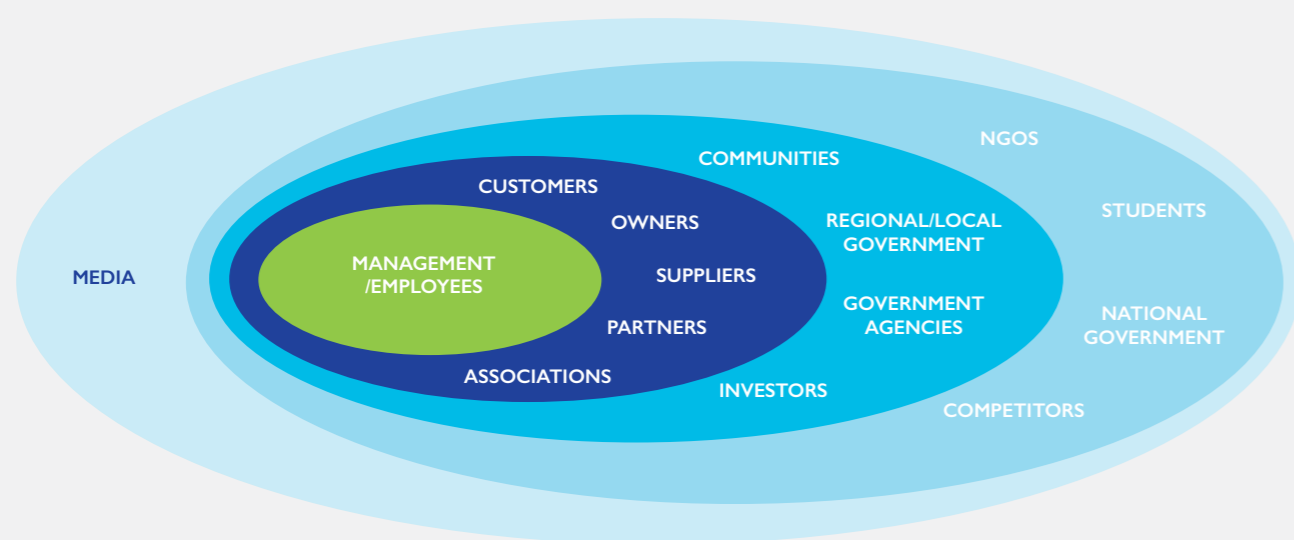 NGOS
COMMUNITIES
CUSTOMERS
STUDENTS
OWNERS
REGIONAL/LOCAL
GOVERNMENT
MANAGEMENT
/EMPLOYEES
MEDIA
SUPPLIERS
GOVERNMENT
AGENCIES
NATIONAL
GOVERNMENT
PARTNERS
ASSOCIATIONS
INVESTORS
COMPETITORS